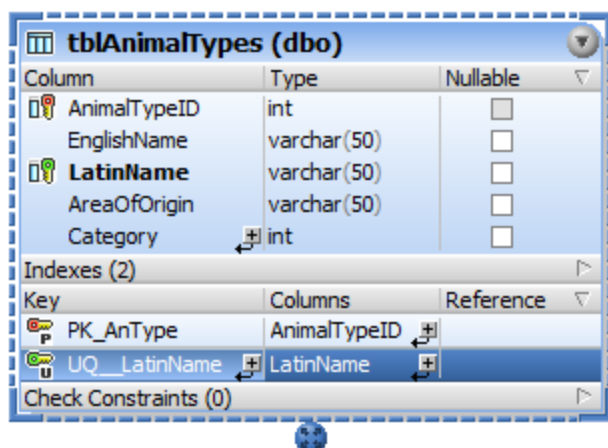 tblAnimalTypes (dbo)
Column Type Nullable
AnimalTypeID int
EnglishName varchar(50)
LatinName varchar(50)
AreaOfOrigin varchar(50)
Category int
Indexes (2)
Key Columns Reference
P PK_AnType AnimalTypeID
U UQ__LatinName LatinName
Check Constraints (0)